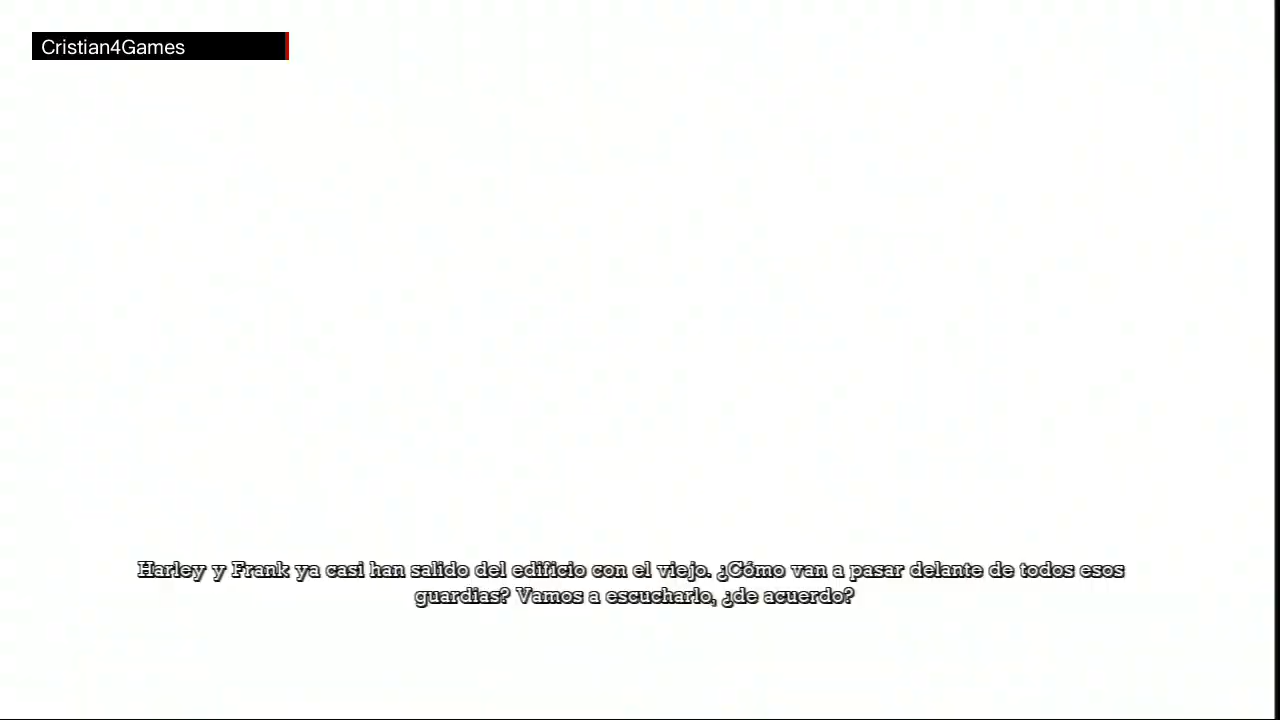 Cristian4Games
Harley y Frank ya casi han salido del edificio con el viejo. ¿Cómo van a pasar delante de todos esos
guardias? Vamos a escucharlo, ¿de acuerdo?